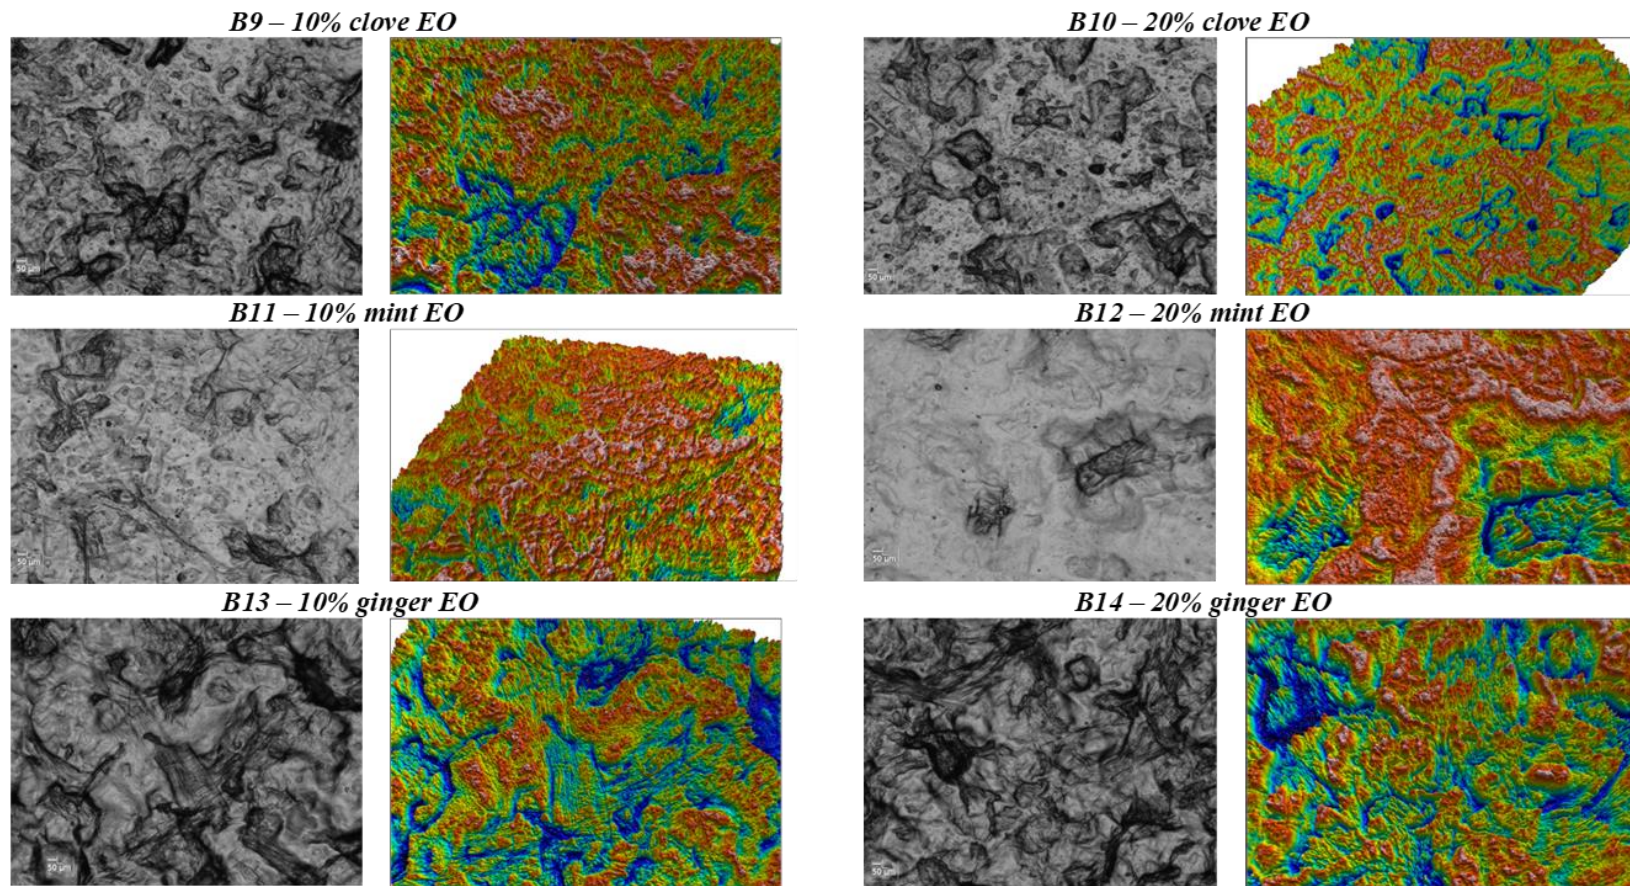 B9 – 10% clove EO
B10 – 20% clove EO
50 µm
50 µm
B11 – 10% mint EO
B12 – 20% mint EO
50 µm
50 µm
B13 – 10% ginger EO
B14 – 20% ginger EO
50 µm
50 µm